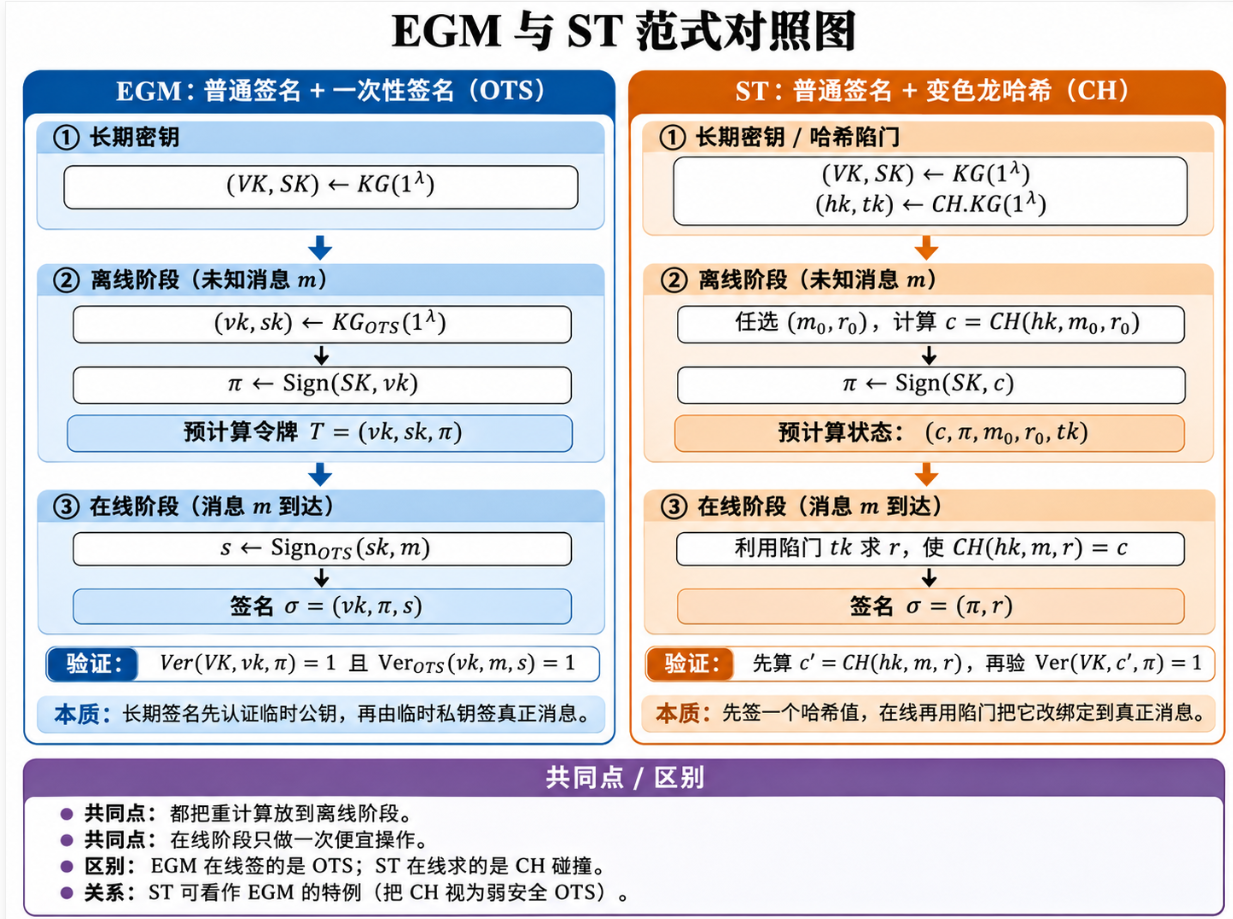 EGM 与 ST 范式对照图
EGM：普通签名 + 一次性签名（OTS）
① 长期密钥
(VK, SK) ← KG(1^λ)
② 离线阶段（未知消息 m）
(vk, sk) ← KG_OTS(1^λ)
π ← Sign(SK, vk)
预计算令牌 T = (vk, sk, π)
③ 在线阶段（消息 m 到达）
s ← Sign_OTS(sk, m)
签名 σ = (vk, π, s)
验证： Ver(VK, vk, π) = 1 且 Ver_OTS(vk, m, s) = 1
本质：长期签名先认证临时公钥，再由临时私钥签真正消息。
ST：普通签名 + 变色龙哈希（CH）
① 长期密钥 / 哈希陷门
(VK, SK) ← KG(1^λ)
(hk, tk) ← CH.KG(1^λ)
② 离线阶段（未知消息 m）
任选 (m₀, r₀)，计算 c = CH(hk, m₀, r₀)
π ← Sign(SK, c)
预计算状态： (c, π, m₀, r₀, tk)
③ 在线阶段（消息 m 到达）
利用陷门 tk 求 r，使 CH(hk, m, r) = c
签名 σ = (π, r)
验证： 先算 c′ = CH(hk, m, r)，再验 Ver(VK, c′, π) = 1
本质：先签一个哈希值，在线再用陷门把它改绑定到真正消息。
共同点 / 区别
● 共同点：都把重计算放到离线阶段。
● 共同点：在线阶段只做一次便宜操作。
● 区别： EGM 在线签的是 OTS；ST 在线求的是 CH 碰撞。
● 关系：ST 可看作 EGM 的特例（把 CH 视为弱安全 OTS）。